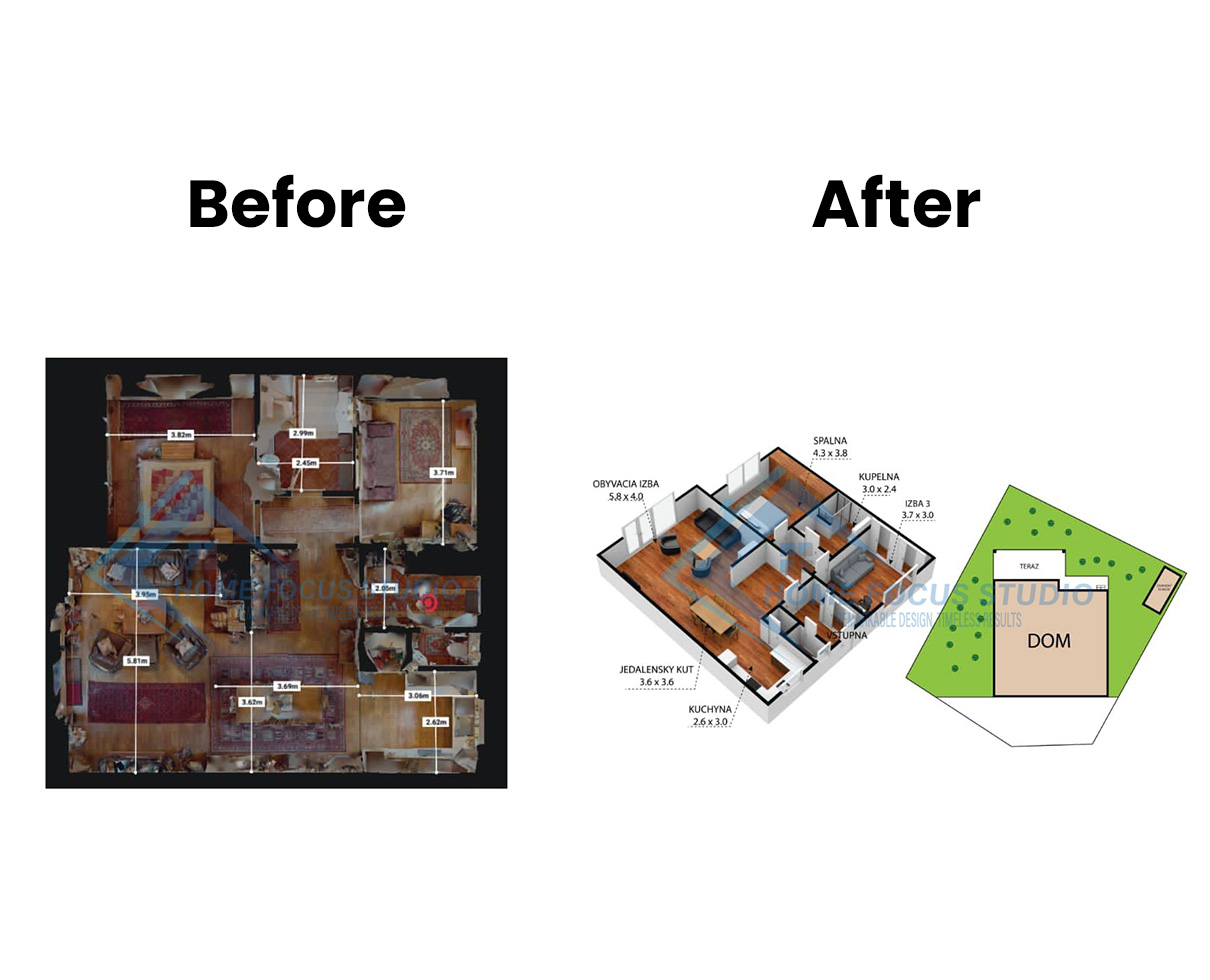 Before
After
3.82m
2.99m
2.45m
3.71m
3.95m
2.05m
5.81m
3.69m
3.62m
3.06m
2.62m
HOME FOCUS STUDIO
SPALNA
4.3 x 3.8
KUPELNA
3.0 x 2.4
OBYVACIA IZBA
5.8 x 4.0
IZBA 3
3.7 x 3.0
VSTUPNA
JEDALENSKY KUT
3.6 x 3.6
KUCHYNA
2.6 x 3.0
HOME FOCUS STUDIO
REMARKABLE DESIGN, TIMELESS RESULTS
TERAZ
DOM